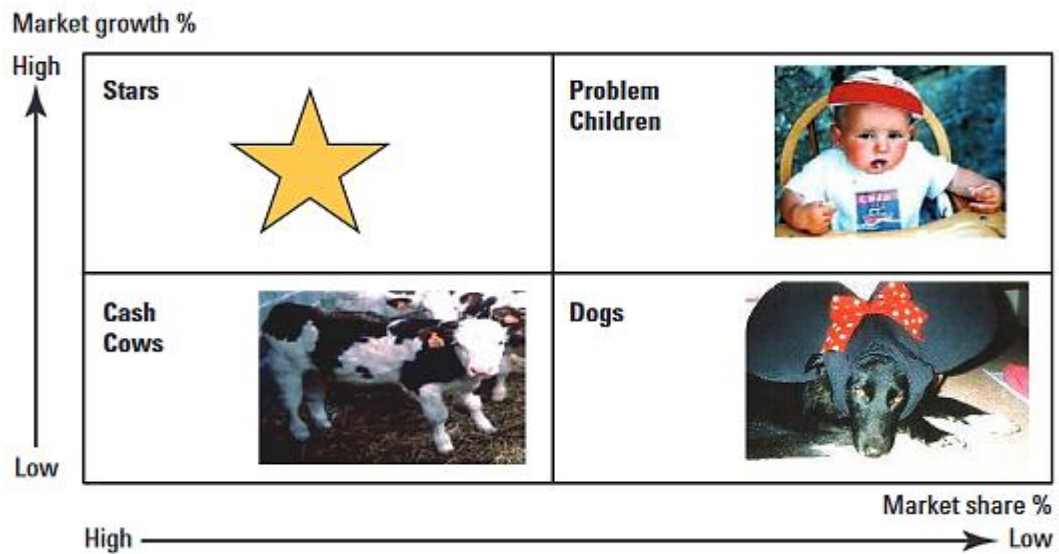 Market growth %
High
Stars
Problem
Children
Cash
Cows
Dogs
Low
Market share %
High
Low